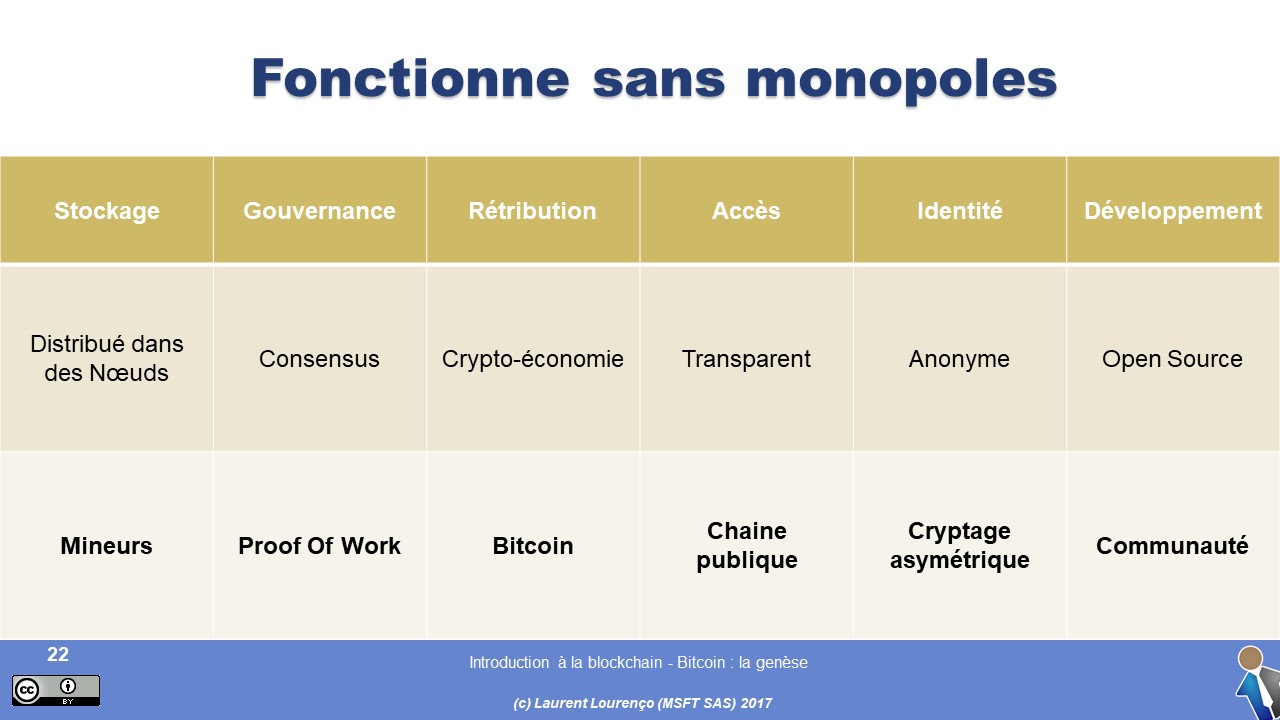 Fonctionne sans monopoles
Stockage
Gouvernance
Rétribution
Accès
Identité
Développement
Distribué dans
des Nœuds
Consensus
Crypto-économie
Transparent
Anonyme
Open Source
Mineurs
Proof Of Work
Bitcoin
Chaine
publique
Cryptage
asymétrique
Communauté
22
cc
BY
Introduction à la blockchain - Bitcoin : la genèse
(c) Laurent Lourenço (MSFT SAS) 2017